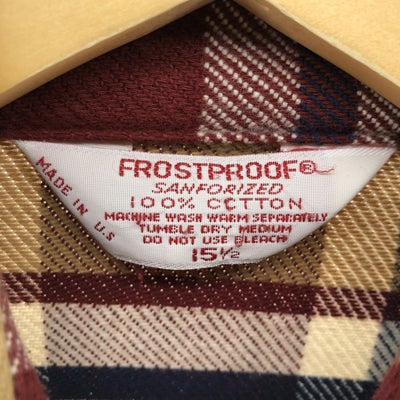 FROSTPROOF®
SANFORIZED
100% COTTON
MACHINE WASH WARM SEPARATELY
TUMBLE DRY MEDIUM
DO NOT USE BLEACH
15½
MADE IN U.S